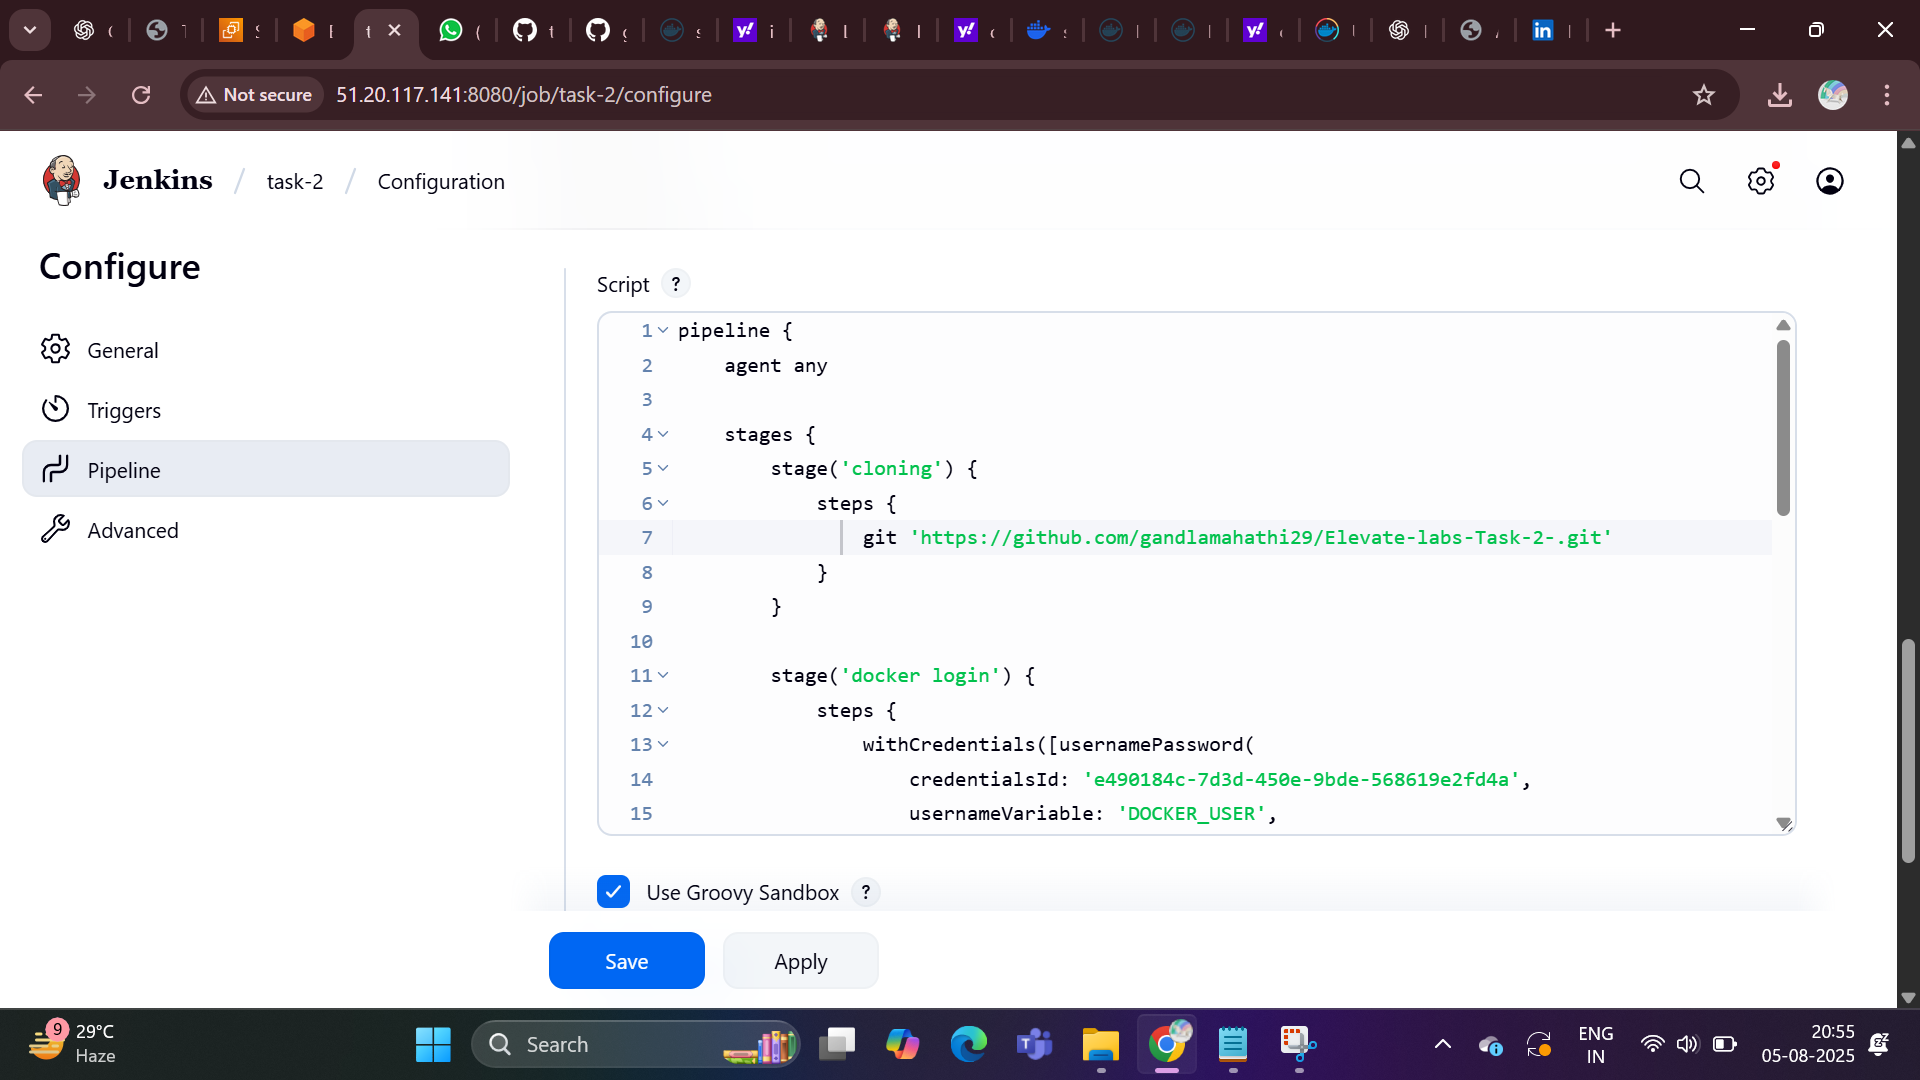 Not secure
51.20.117.141:8080/job/task-2/configure
Jenkins / task-2 / Configuration
Configure
General
Triggers
Pipeline
Advanced
Script ?
1 pipeline {
2 agent any
3
4 stages {
5 stage('cloning') {
6 steps {
7 git 'https://github.com/gandlamahathi29/Elevate-labs-Task-2-.git'
8 }
9 }
10
11 stage('docker login') {
12 steps {
13 withCredentials([usernamePassword(
14 credentialsId: 'e490184c-7d3d-450e-9bde-568619e2fd4a',
15 usernameVariable: 'DOCKER_USER',
Use Groovy Sandbox ?
Save
Apply
9
29°C
Haze
Search
ENG
IN
20:55
05-08-2025